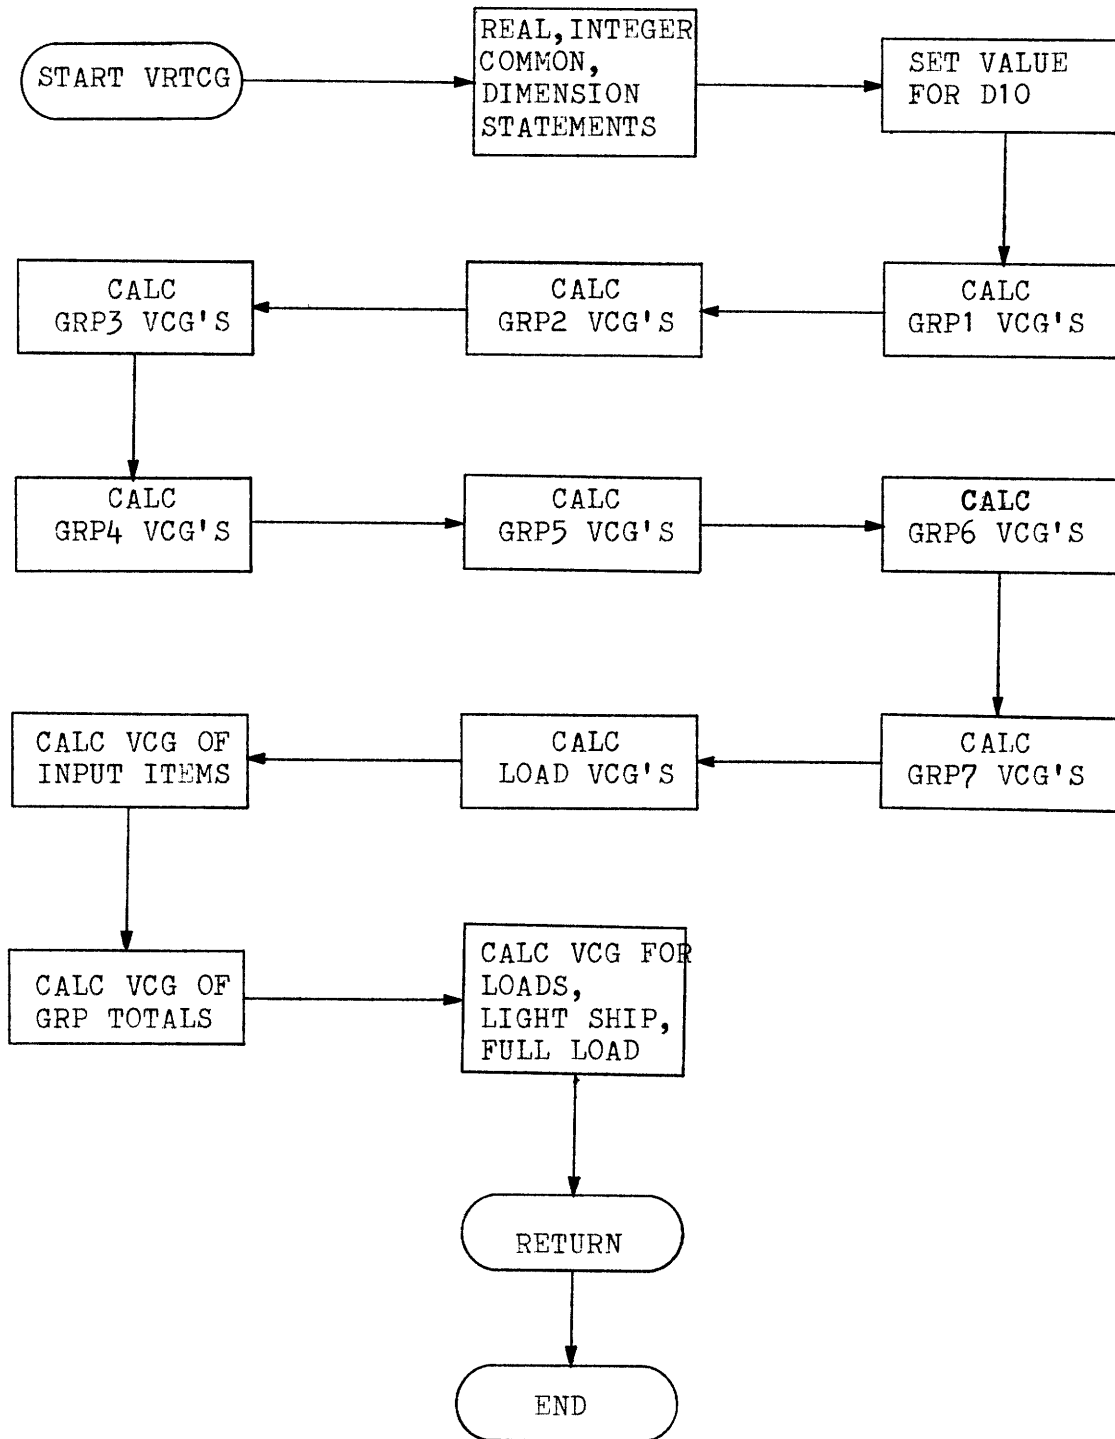 START VRTCG
REAL,INTEGER
COMMON,
DIMENSION
STATEMENTS
SET VALUE
FOR D10
CALC
GRP1 VCG'S
CALC
GRP2 VCG'S
CALC
GRP3 VCG'S
CALC
GRP4 VCG'S
CALC
GRP5 VCG'S
CALC
GRP6 VCG'S
CALC
GRP7 VCG'S
CALC
LOAD VCG'S
CALC VCG OF
INPUT ITEMS
CALC VCG OF
GRP TOTALS
CALC VCG FOR
LOADS,
LIGHT SHIP,
FULL LOAD
RETURN
END